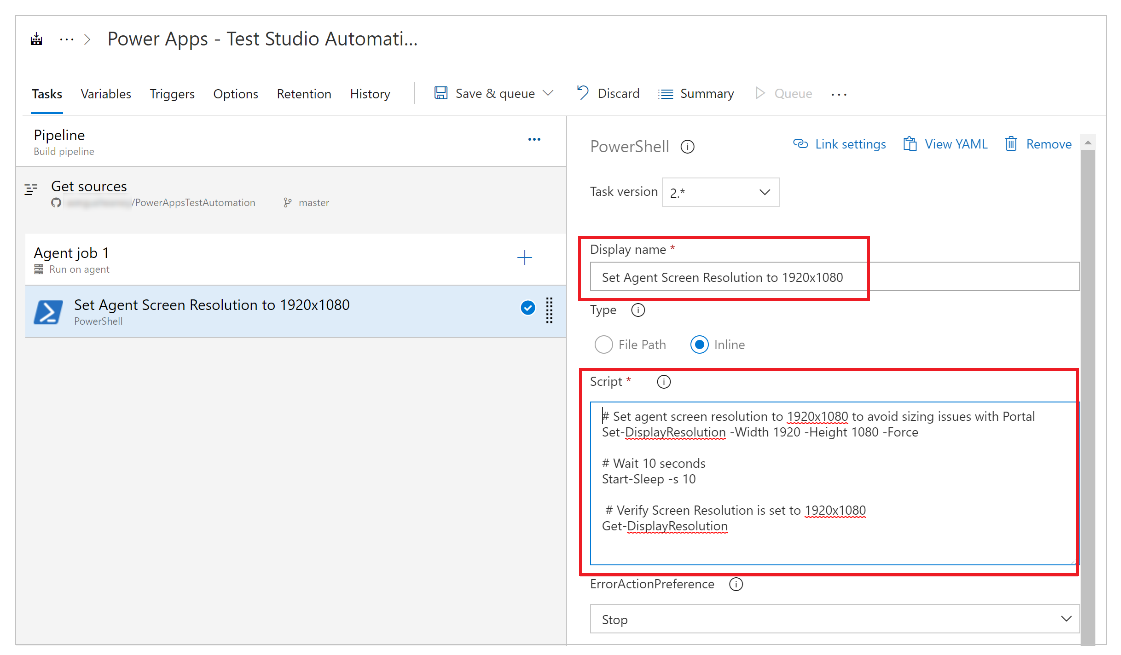 Power Apps - Test Studio Automati...
Tasks Variables Triggers Options Retention History Save & queue Discard Summary Queue
Pipeline
Build pipeline
Get sources
/PowerAppsTestAutomation master
Agent job 1
Run on agent
Set Agent Screen Resolution to 1920x1080
PowerShell
PowerShell Link settings View YAML Remove
Task version 2.*
Display name *
Set Agent Screen Resolution to 1920x1080
Type
File Path Inline
Script *
# Set agent screen resolution to 1920x1080 to avoid sizing issues with Portal
Set-DisplayResolution -Width 1920 -Height 1080 -Force
# Wait 10 seconds
Start-Sleep -s 10
# Verify Screen Resolution is set to 1920x1080
Get-DisplayResolution
ErrorActionPreference
Stop